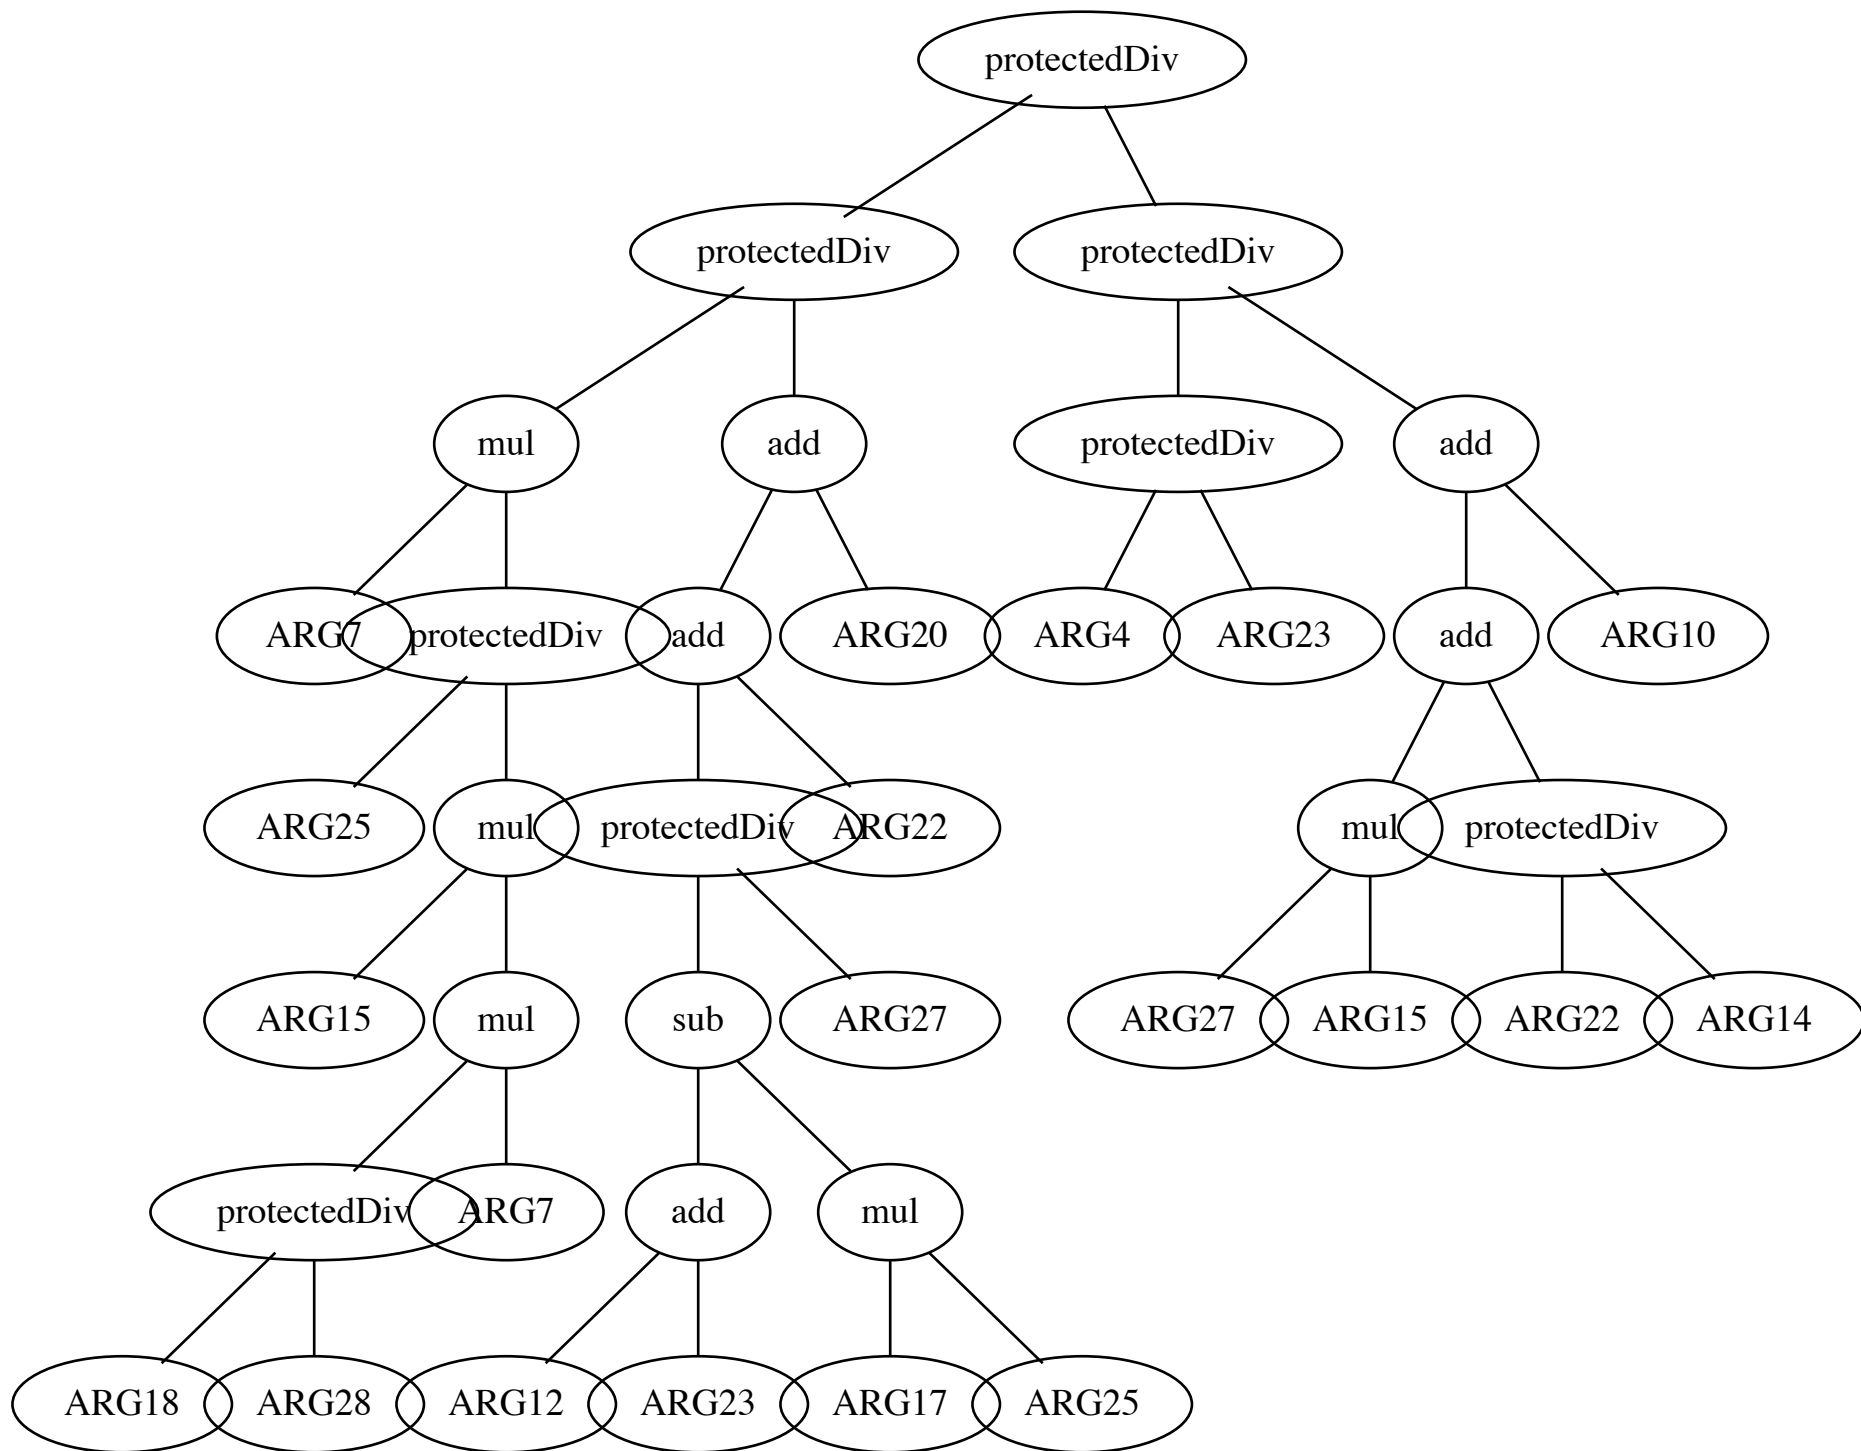 protectedDiv
protectedDiv protectedDiv
mul add protectedDiv add
ARG7 protectedDiv add ARG20 ARG4 ARG23 add ARG10
ARG25 mul protectedDiv ARG22 mul protectedDiv
ARG15 mul sub ARG27 ARG27 ARG15 ARG22 ARG14
protectedDiv ARG7 add mul
ARG18 ARG28 ARG12 ARG23 ARG17 ARG25